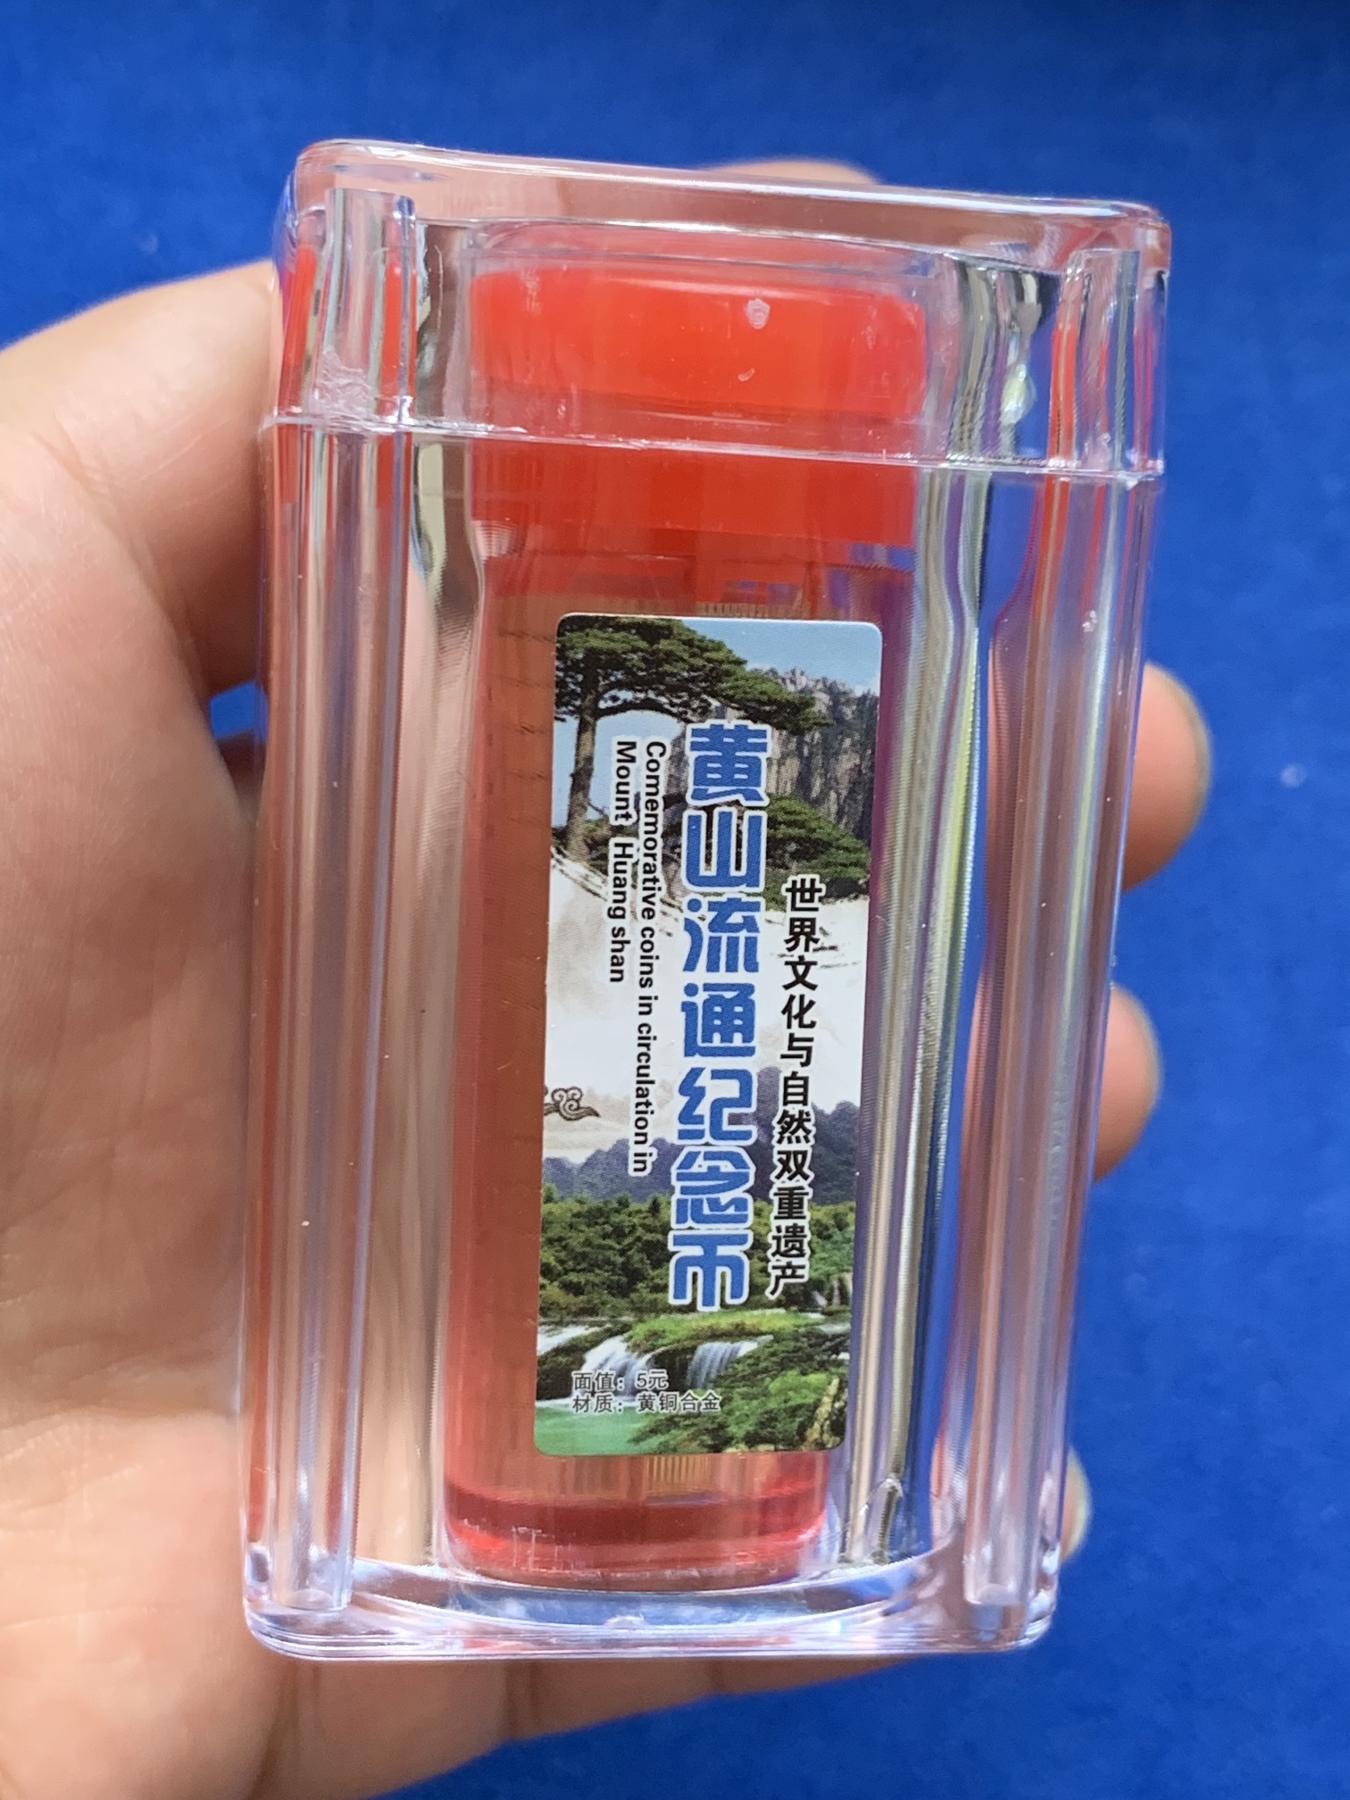 世界文化与自然双重遗产
黄山流通纪念币
Comemorative coins in circulation in
Mount Huang shan
面值：5元
材质：黄铜合金